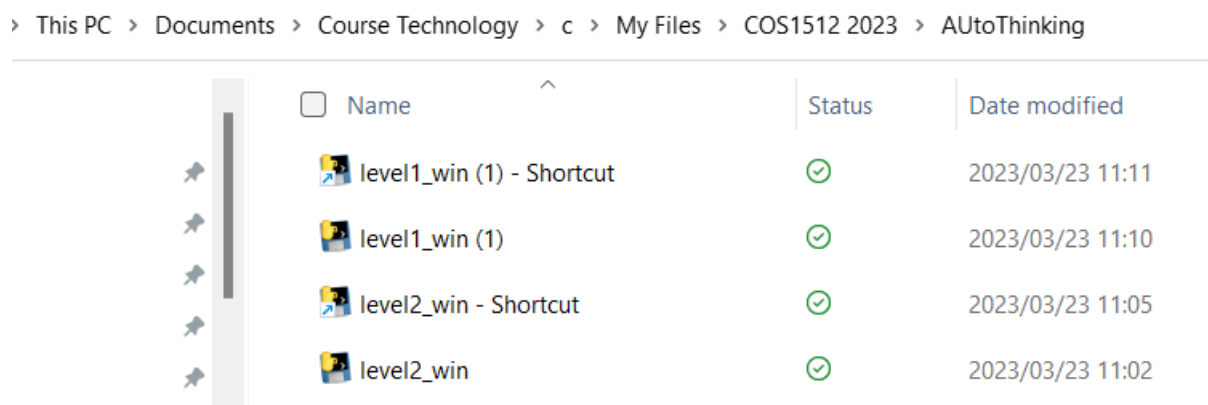 This PC > Documents > Course Technology > c > My Files > COS1512 2023 > AUtoThinking
Name Status Date modified
level1_win (1) - Shortcut 2023/03/23 11:11
level1_win (1) 2023/03/23 11:10
level2_win - Shortcut 2023/03/23 11:05
level2_win 2023/03/23 11:02